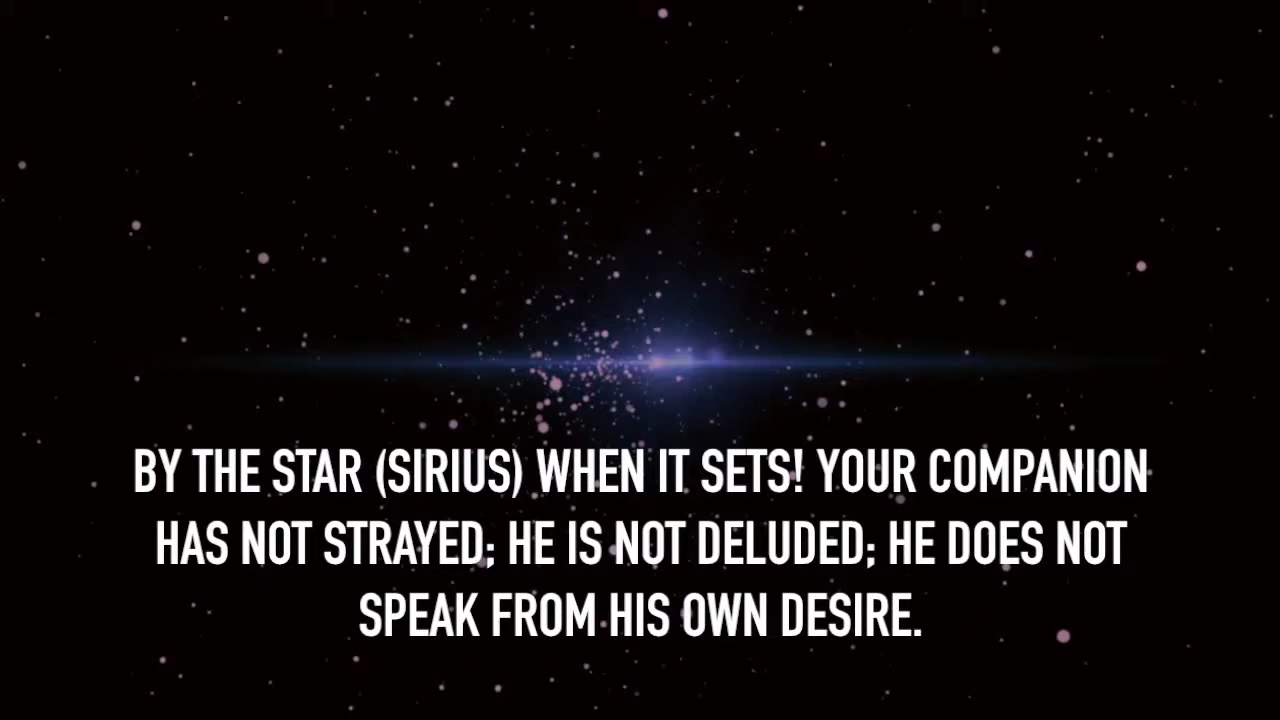 BY THE STAR (SIRIUS) WHEN IT SETS! YOUR COMPANION
HAS NOT STRAYED; HE IS NOT DELUDED; HE DOES NOT
SPEAK FROM HIS OWN DESIRE.